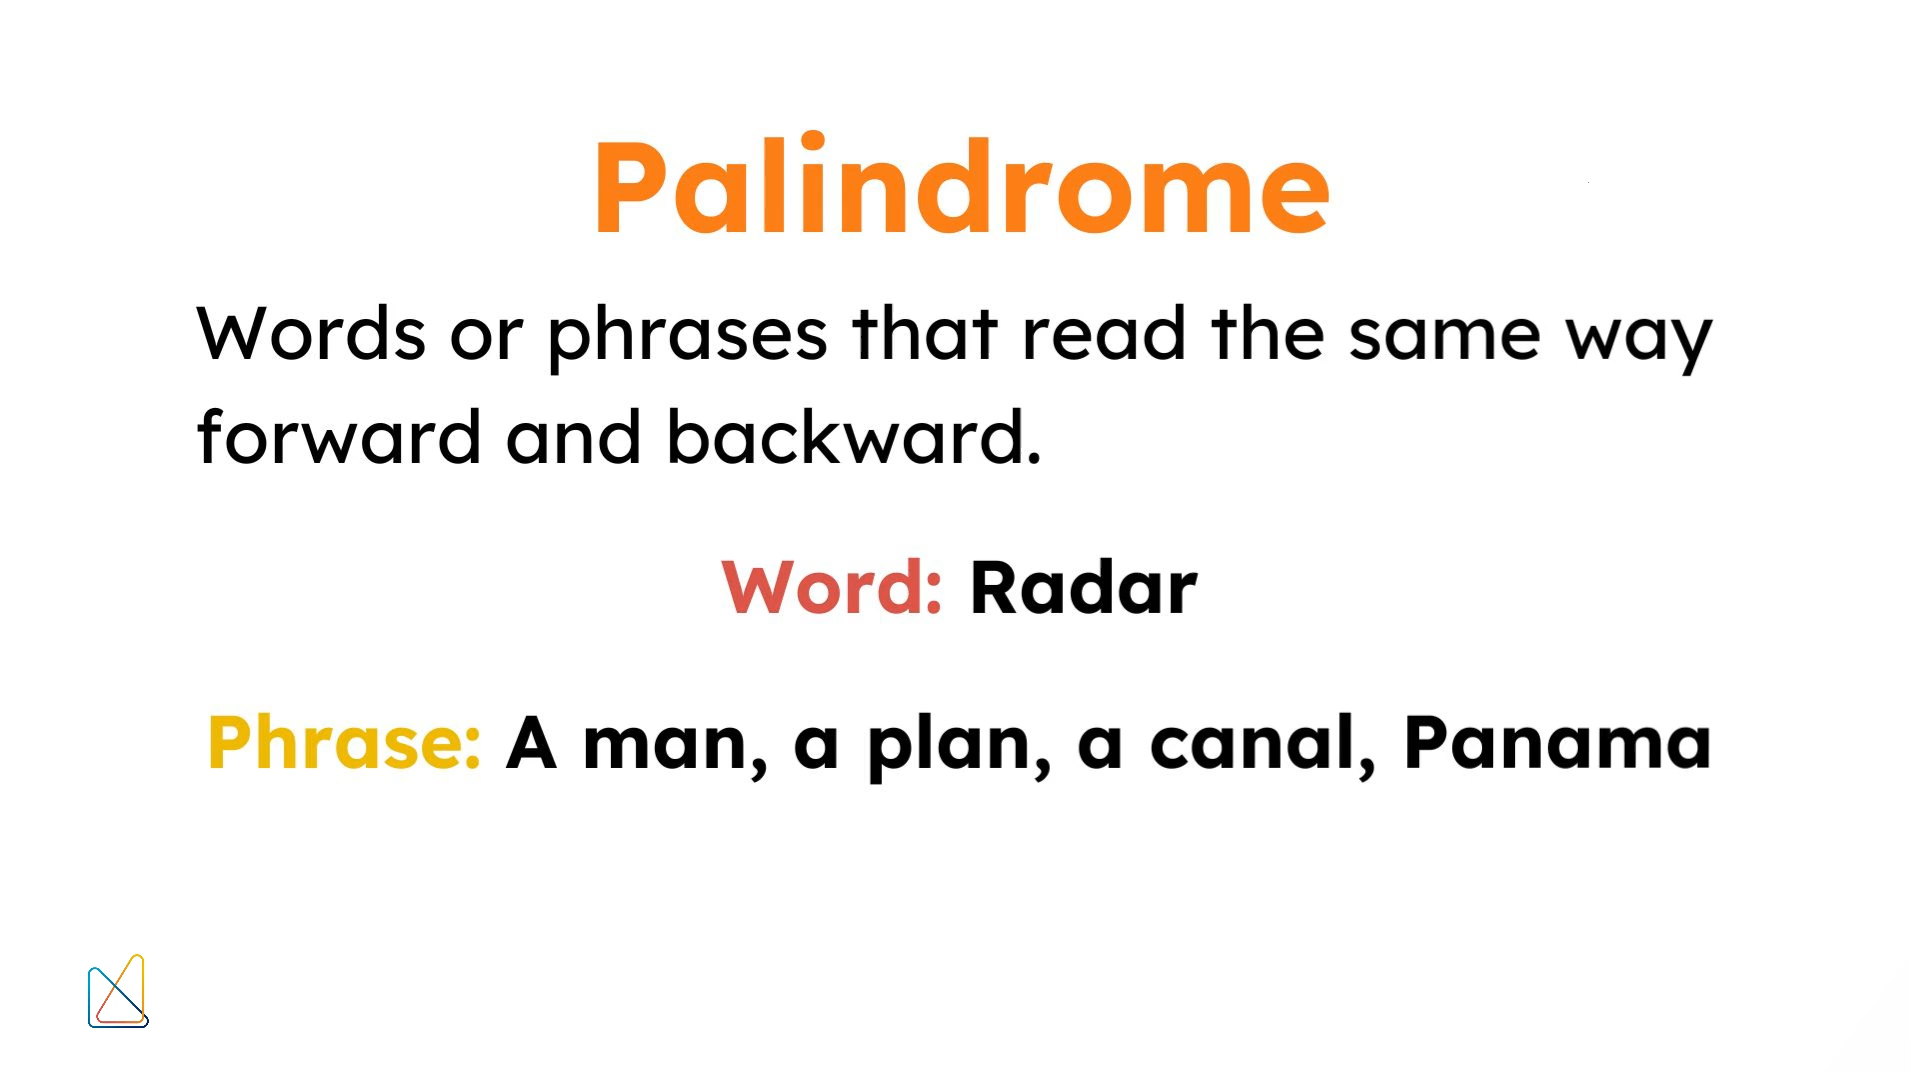 Palindrome
Words or phrases that read the same way
forward and backward.
Word: Radar
Phrase: A man, a plan, a canal, Panama